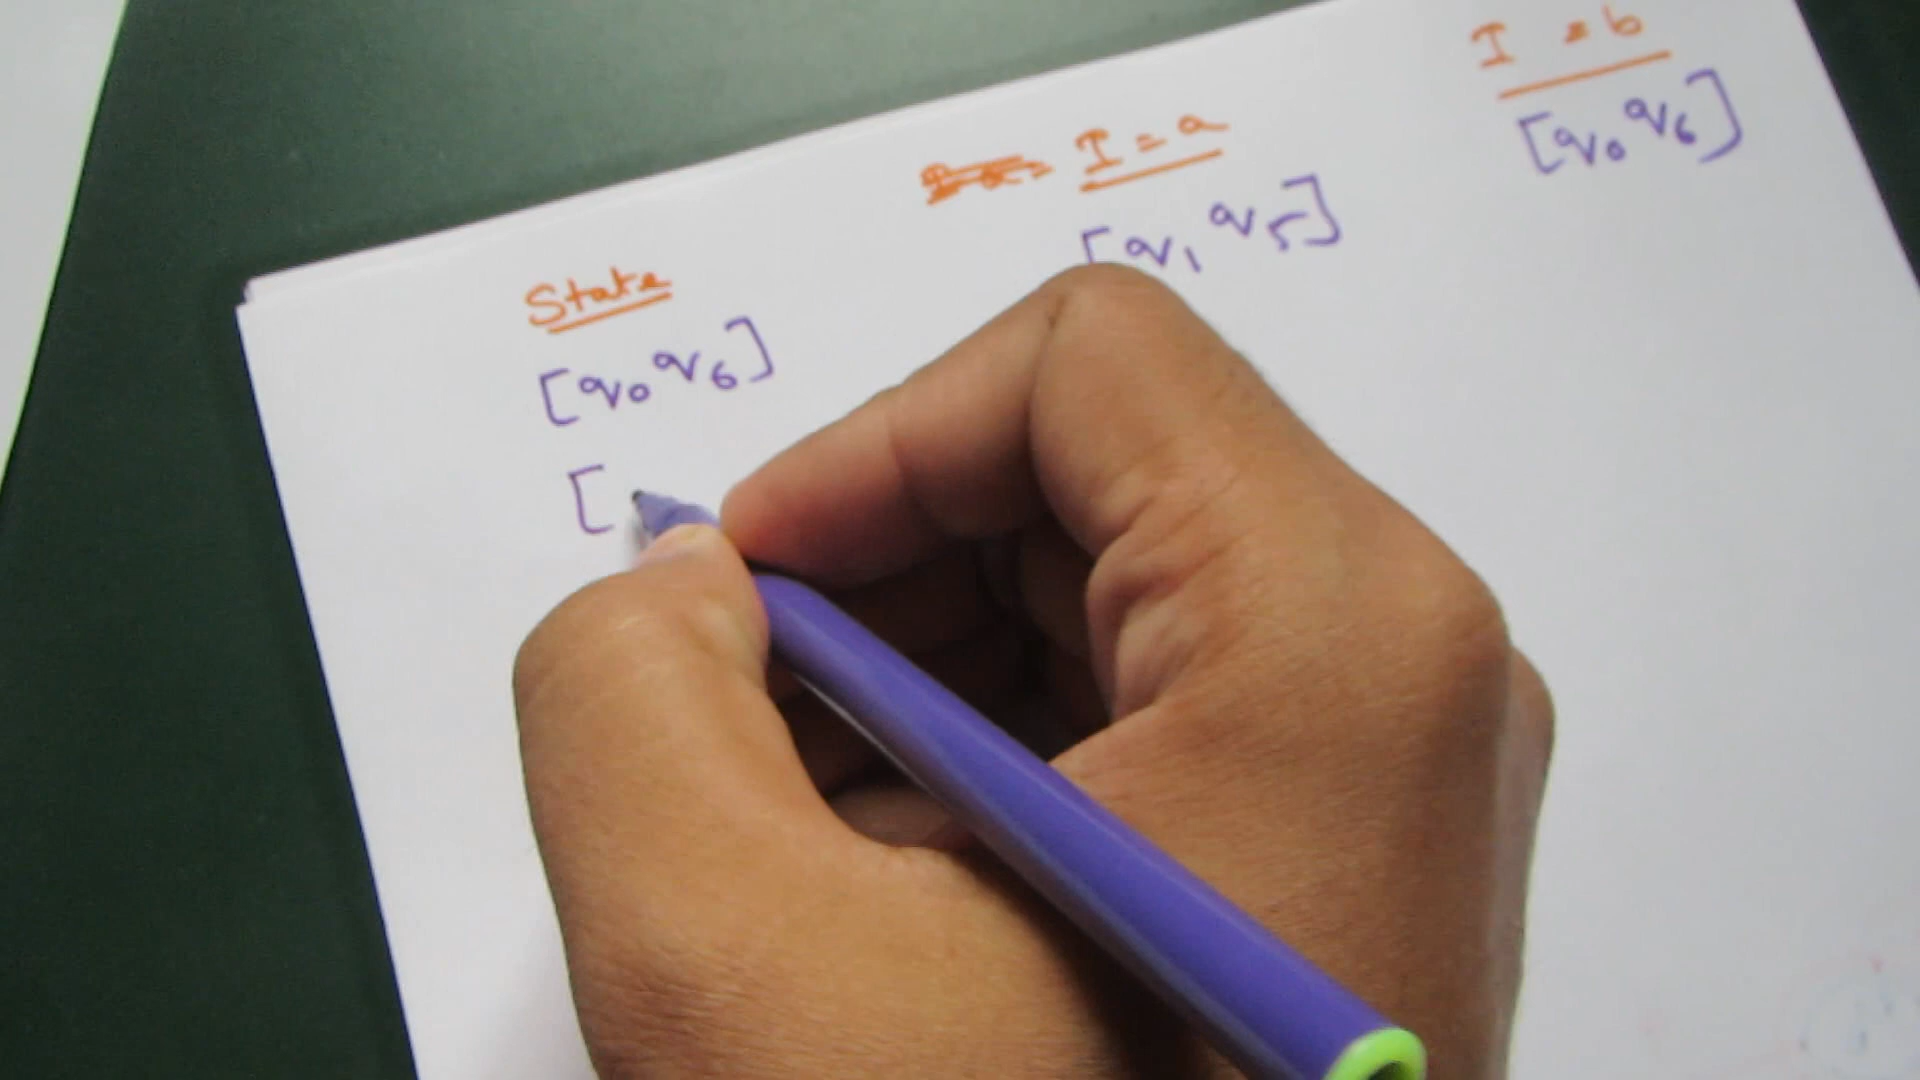 State I = a I = b
[q0 q6] [q1 q5] [q0 q6]
[